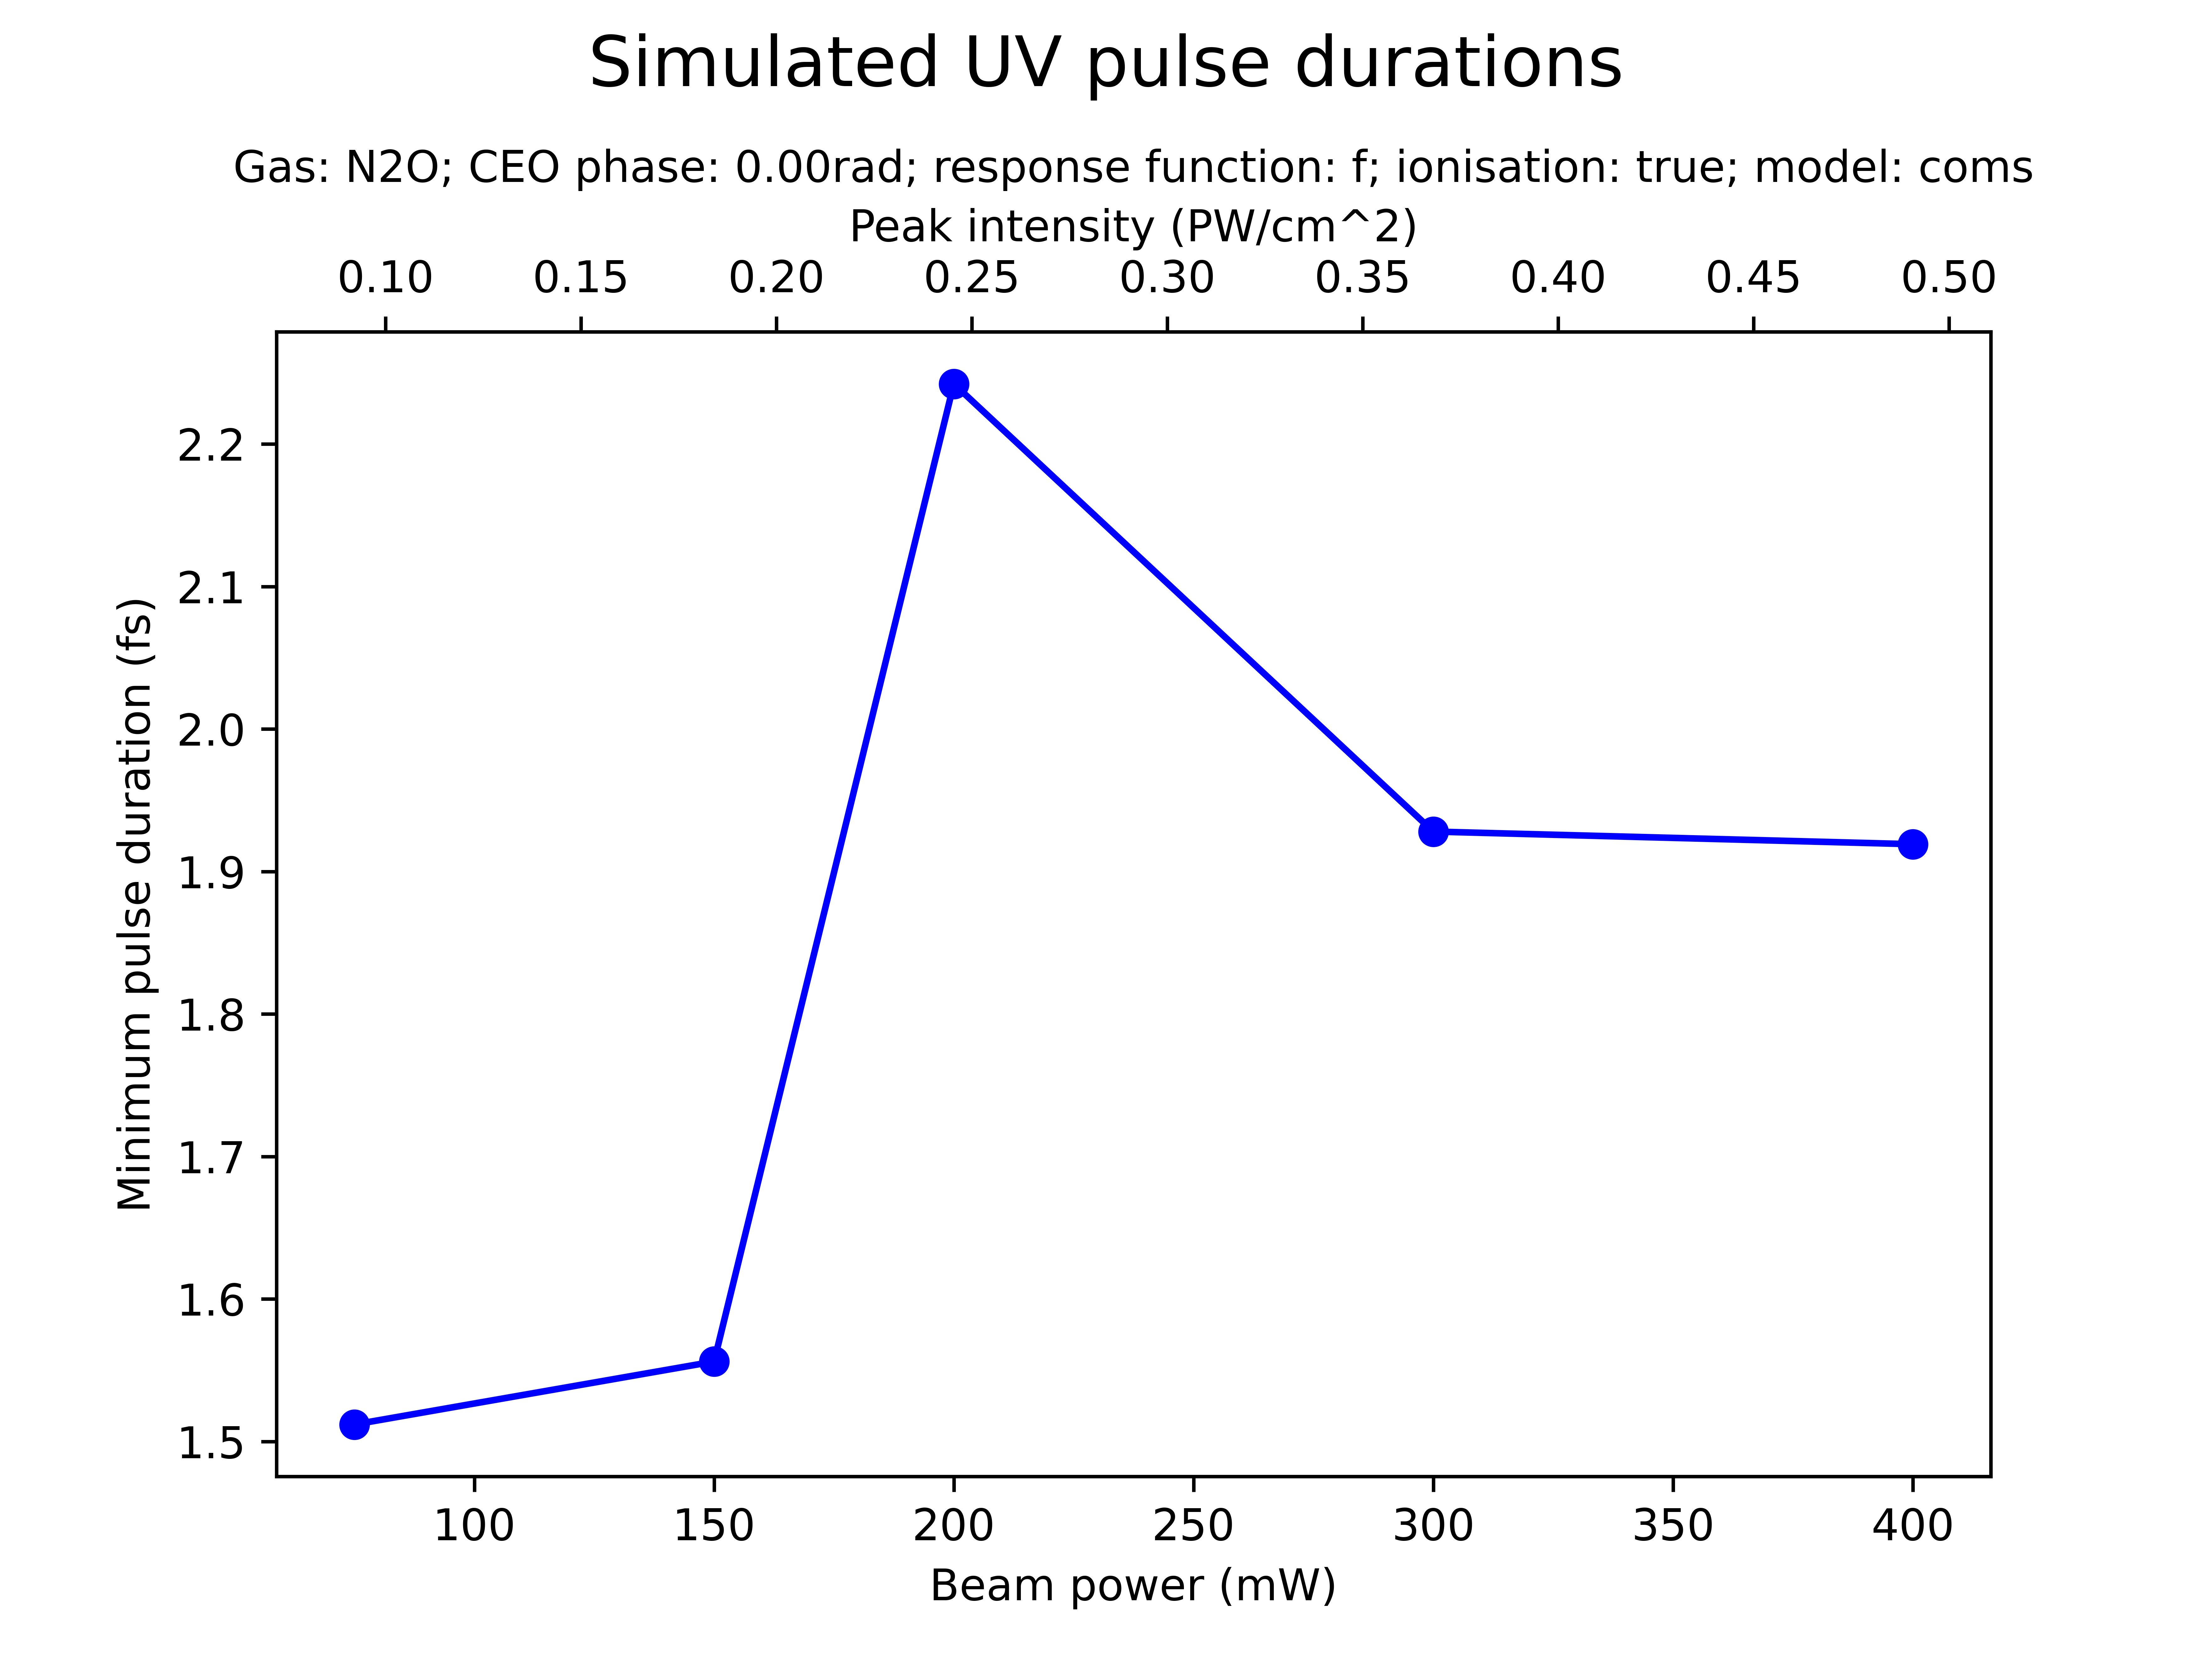 Simulated UV pulse durations
Gas: N2O; CEO phase: 0.00rad; response function: f; ionisation: true; model: coms
Peak intensity (PW/cm^2)
0.10 0.15 0.20 0.25 0.30 0.35 0.40 0.45 0.50
Minimum pulse duration (fs)
2.2
2.1
2.0
1.9
1.8
1.7
1.6
1.5
100 150 200 250 300 350 400
Beam power (mW)